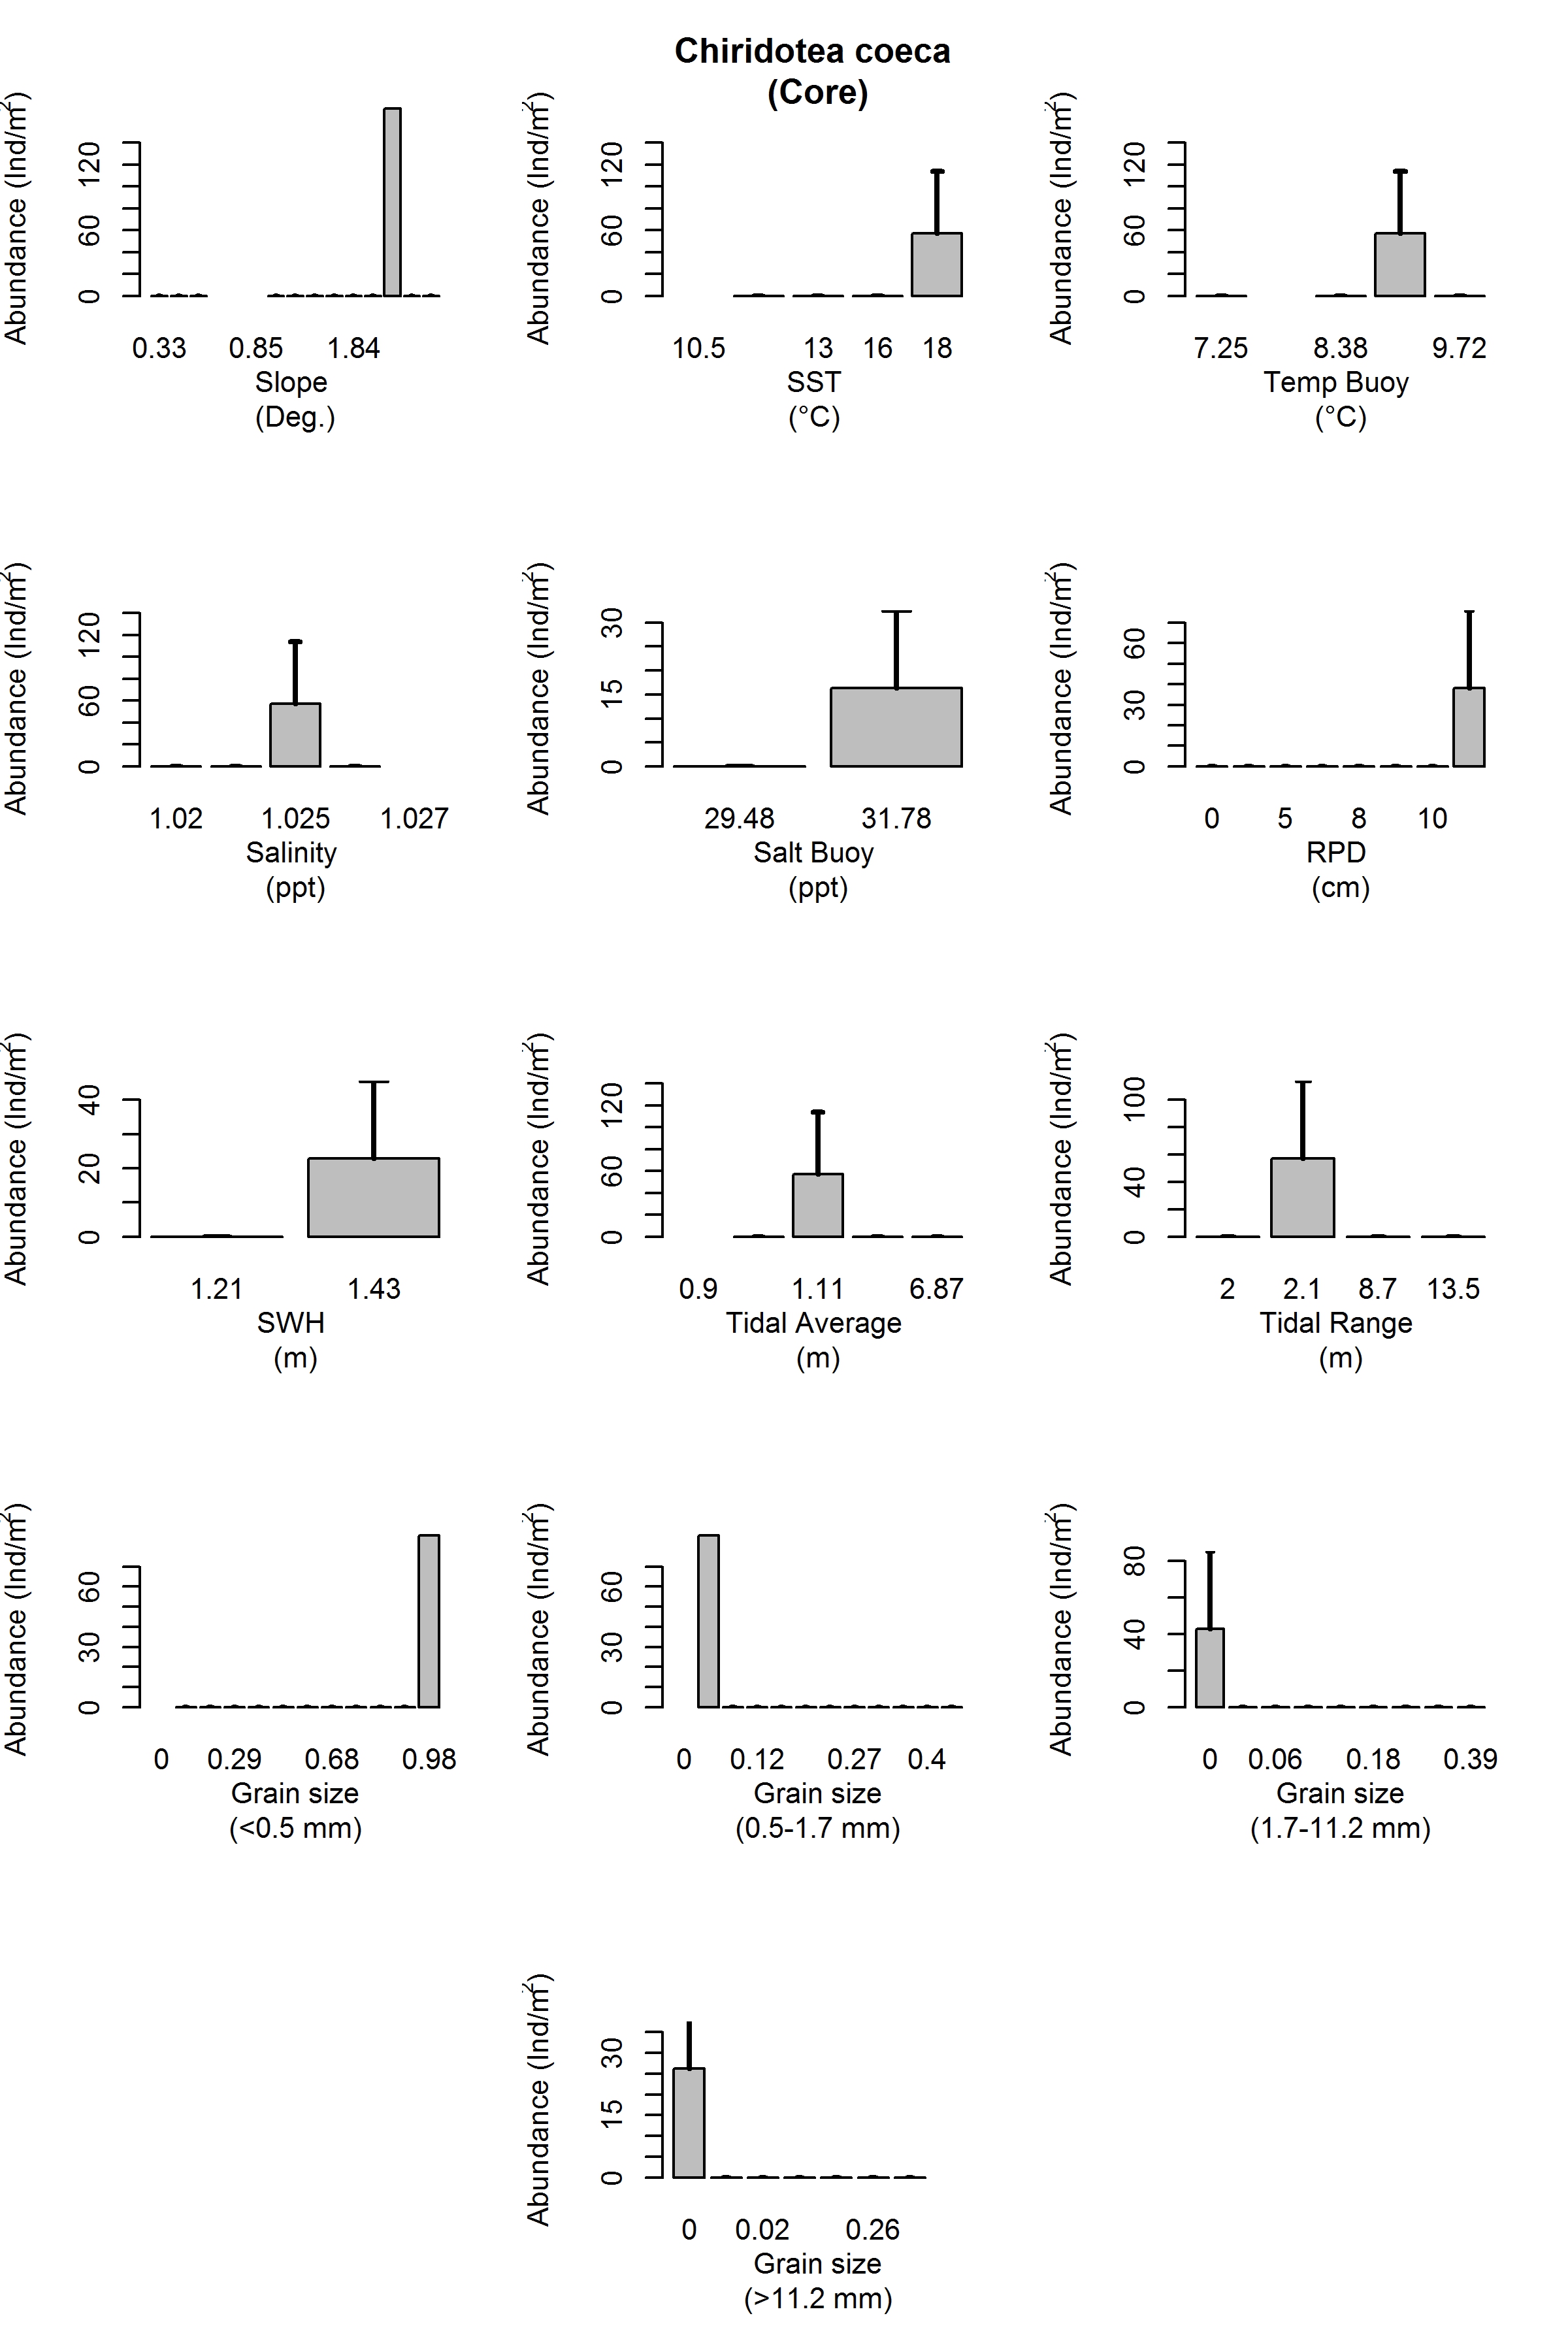 Chiridotea coeca
(Core)
Abundance (Ind/m²)
0 60 120
0.33 0.85 1.84
Slope
(Deg.)
Abundance (Ind/m²)
0 60 120
10.5 13 16 18
SST
(°C)
Abundance (Ind/m²)
0 60 120
7.25 8.38 9.72
Temp Buoy
(°C)
Abundance (Ind/m²)
0 60 120
1.02 1.025 1.027
Salinity
(ppt)
Abundance (Ind/m²)
0 15 30
29.48 31.78
Salt Buoy
(ppt)
Abundance (Ind/m²)
0 30 60
0 5 8 10
RPD
(cm)
Abundance (Ind/m²)
0 20 40
1.21 1.43
SWH
(m)
Abundance (Ind/m²)
0 60 120
0.9 1.11 6.87
Tidal Average
(m)
Abundance (Ind/m²)
0 40 100
2 2.1 8.7 13.5
Tidal Range
(m)
Abundance (Ind/m²)
0 30 60
0 0.29 0.68 0.98
Grain size
(<0.5 mm)
Abundance (Ind/m²)
0 30 60
0 0.12 0.27 0.4
Grain size
(0.5-1.7 mm)
Abundance (Ind/m²)
0 40 80
0 0.06 0.18 0.39
Grain size
(1.7-11.2 mm)
Abundance (Ind/m²)
0 15 30
0 0.02 0.26
Grain size
(>11.2 mm)